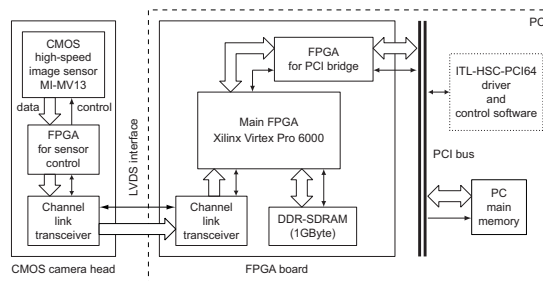 PC
CMOS
high-speed
image sensor
MI-MV13
data
control
FPGA
for sensor
control
Channel
link
transceiver
CMOS camera head
LVDS interface
FPGA
for PCI bridge
Main FPGA
Xilinx Virtex Pro 6000
Channel
link
transceiver
DDR-SDRAM
(1GByte)
FPGA board
PCI bus
ITL-HSC-PCI64
driver
and
control software
PC
main
memory